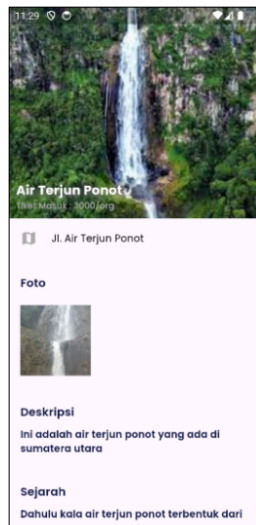 11:29
Air Terjun Ponot
Tiket Masuk : 3000/org
Jl. Air Terjun Ponot
Foto
Deskripsi
Ini adalah air terjun ponot yang ada di
sumatera utara
Sejarah
Dahulu kala air terjun ponot terbentuk dari